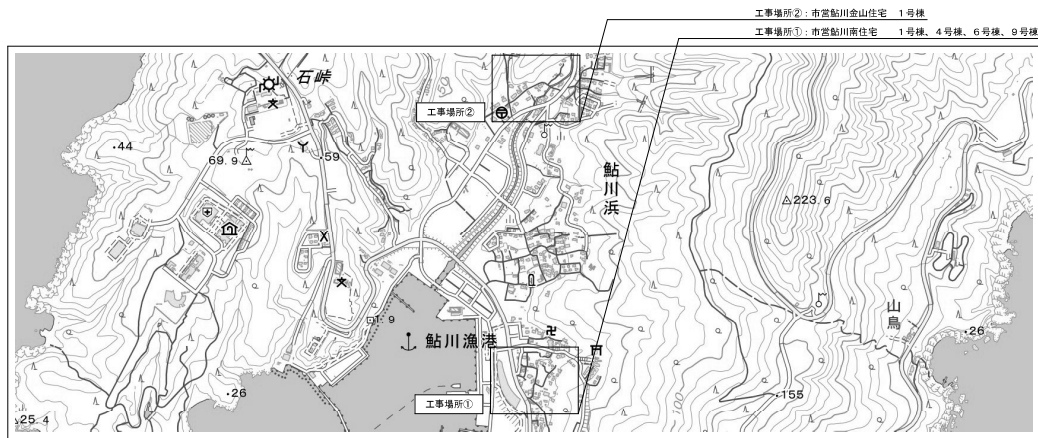 工事場所②：市営鮎川金山住宅　1号棟
工事場所①：市営鮎川南住宅　1号棟、4号棟、6号棟、9号棟
石峠
工事場所②
44
69.9
59
鮎川浜
223.6
山鳥
1.9
鮎川漁港
26
26
工事場所①
155
100
25.4